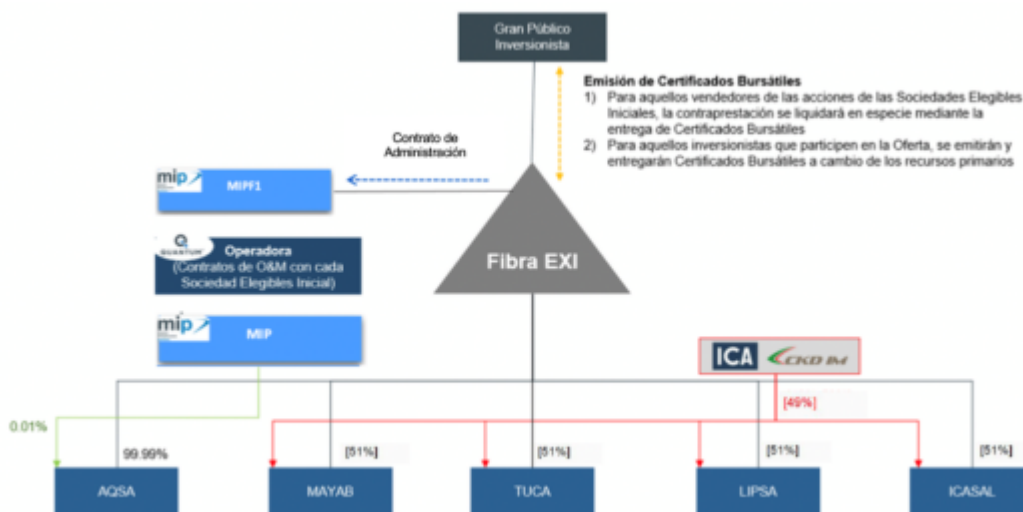 Gran Público
Inversionista
Emisión de Certificados Bursátiles
1) Para aquellos vendedores de las acciones de las Sociedades Elegibles
Iniciales, la contraprestación se liquidará en especie mediante la
entrega de Certificados Bursátiles
2) Para aquellos inversionistas que participen en la Oferta, se emitirán y
entregarán Certificados Bursátiles a cambio de los recursos primarios
Contrato de
Administración
mip
MIPF1
QUANTUM
Operadora
(Contratos de O&M con cada
Sociedad Elegibles Inicial)
Fibra EXI
mip
MIP
ICA CKD IM
0.01%
99.99%
[51%]
[51%]
[49%]
[51%]
[51%]
AQSA
MAYAB
TUCA
LIPSA
ICASAL